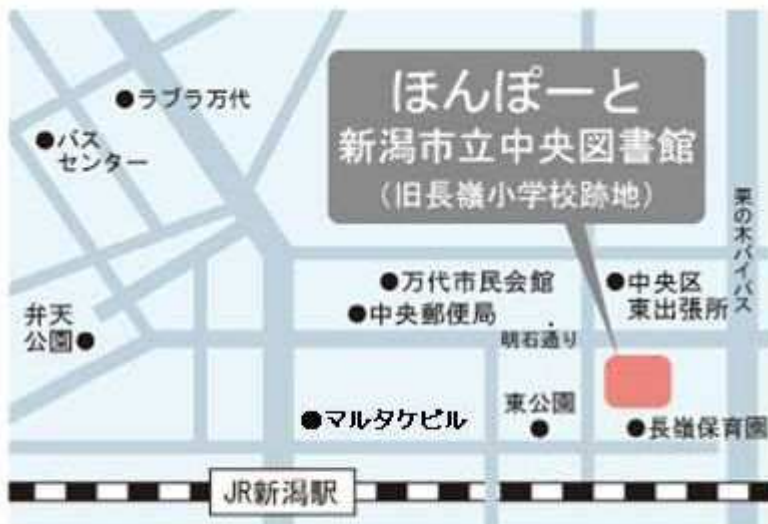 ラブラ万代
バス
センター
ほんぽーと
新潟市立中央図書館
（旧長嶺小学校跡地）
栗の木バイパス
万代市民会館
中央区
東出張所
中央郵便局
弁天
公園
明石通り
マルタケビル
東公園
長嶺保育園
JR新潟駅